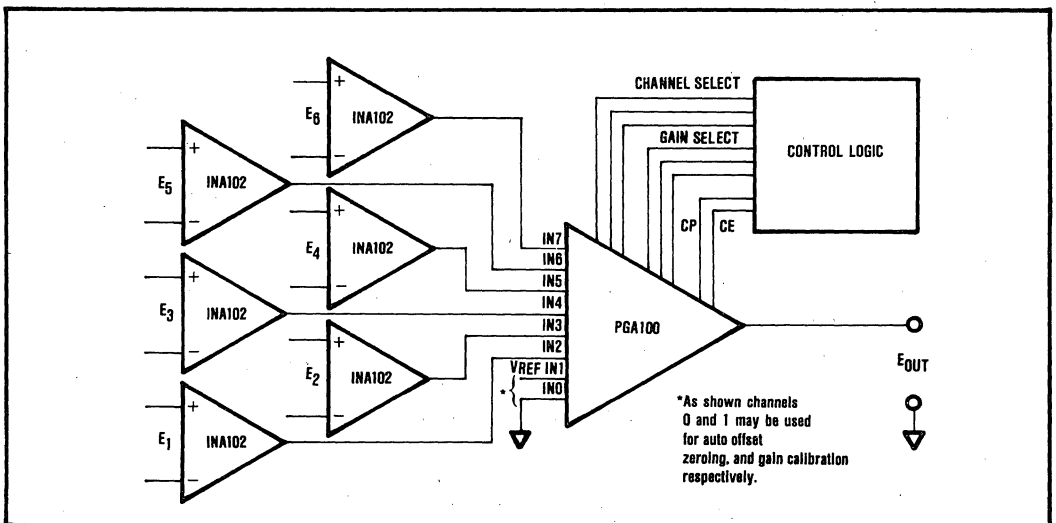 CHANNEL SELECT
GAIN SELECT
CONTROL LOGIC
CP
CE
E6
+
INA102
−
E5
+
INA102
−
E4
+
INA102
−
E3
+
INA102
−
E2
+
INA102
−
E1
+
INA102
−
IN7
IN6
IN5
IN4
IN3
IN2
VREF IN1
*
IN0
PGA100
EOUT
*As shown channels
0 and 1 may be used
for auto offset
zeroing, and gain calibration
respectively.